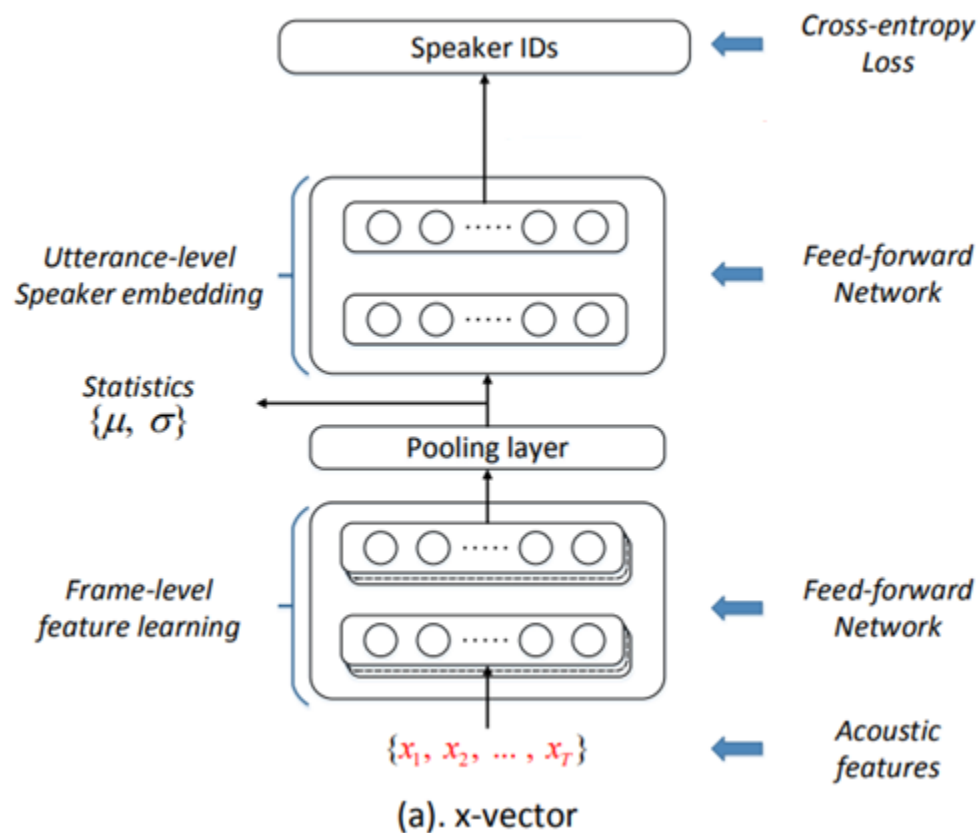 Speaker IDs
Cross-entropy
Loss
Utterance-level
Speaker embedding
Feed-forward
Network
Statistics
{μ, σ}
Pooling layer
Frame-level
feature learning
Feed-forward
Network
{x₁, x₂, ... , x_T}
Acoustic
features
(a). x-vector